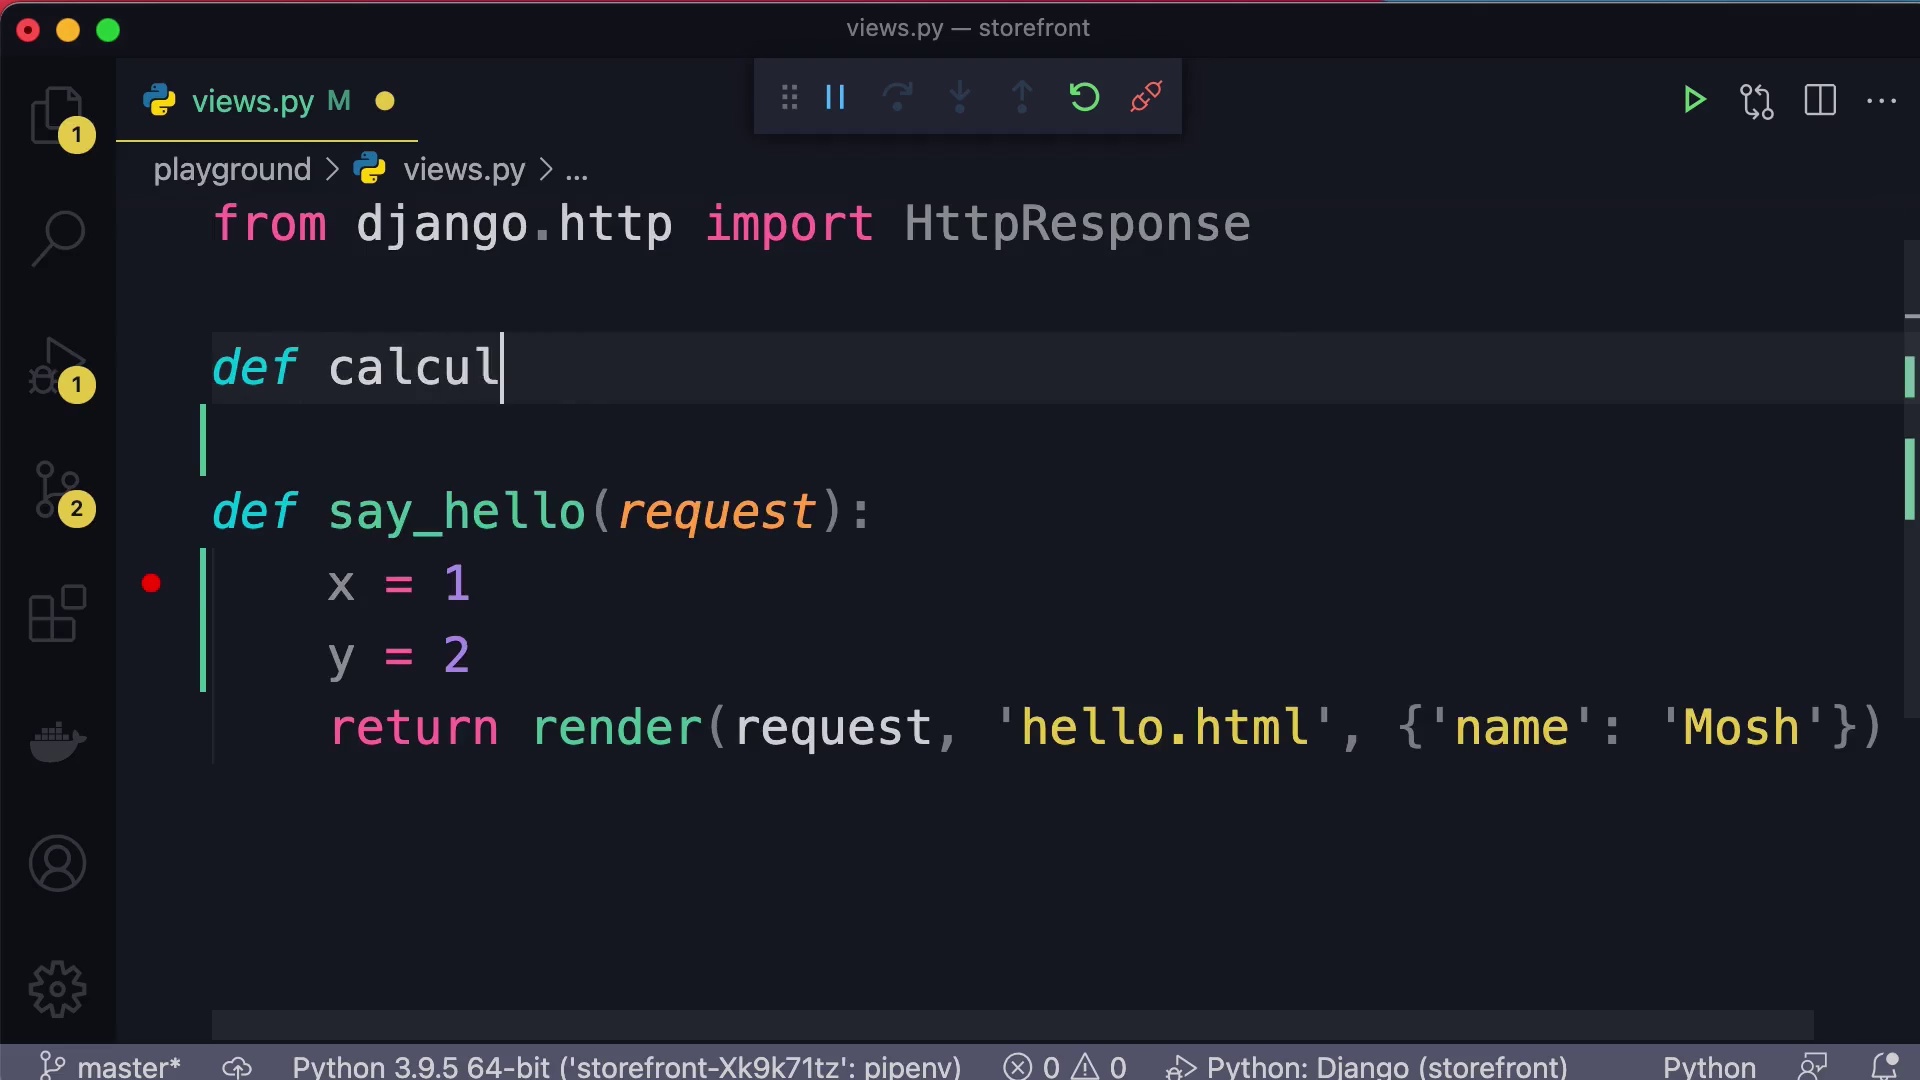 views.py — storefront
views.py M
playground > views.py > ...
from django.http import HttpResponse
def calcul
def say_hello(request):
x = 1
y = 2
return render(request, 'hello.html', {'name': 'Mosh'})
1
1
2
master* Python 3.9.5 64-bit ('storefront-Xk9k71tz': pipenv) 0 0 Python: Django (storefront) Python